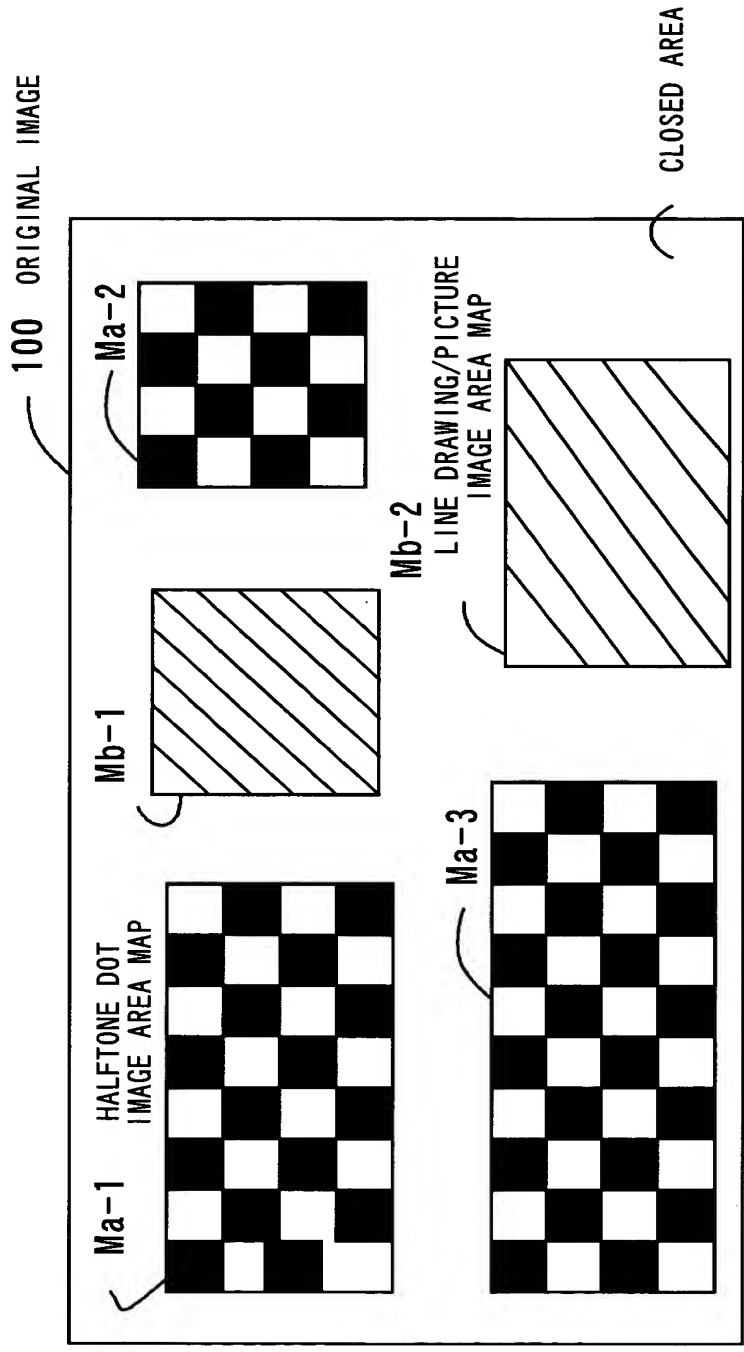 100 ORIGINAL IMAGE
Ma-1
HALFTONE DOT
IMAGE AREA MAP
Mb-1
Ma-2
Ma-3
Mb-2
LINE DRAWING/PICTURE
IMAGE AREA MAP
CLOSED AREA